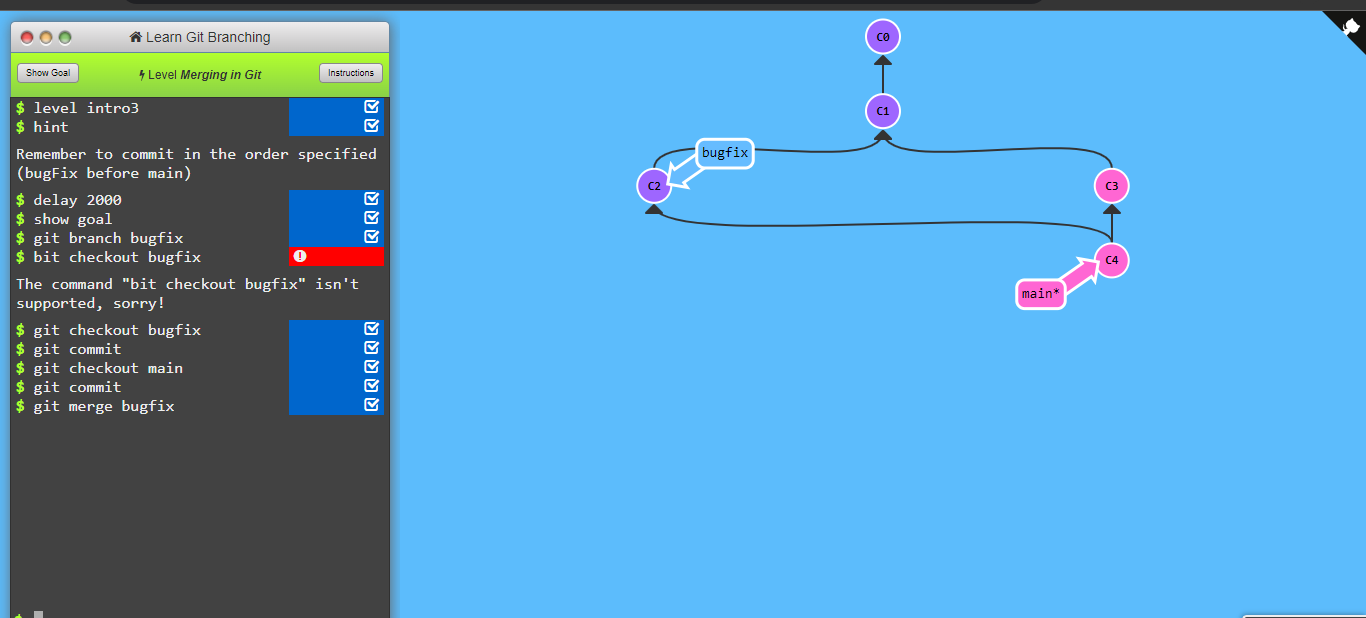 Learn Git Branching
Show Goal
Level Merging in Git
Instructions
$ level intro3
$ hint
Remember to commit in the order specified
(bugFix before main)
$ delay 2000
$ show goal
$ git branch bugfix
$ bit checkout bugfix
The command "bit checkout bugfix" isn't
supported, sorry!
$ git checkout bugfix
$ git commit
$ git checkout main
$ git commit
$ git merge bugfix
$
C0
C1
bugfix
C2
C3
C4
main*